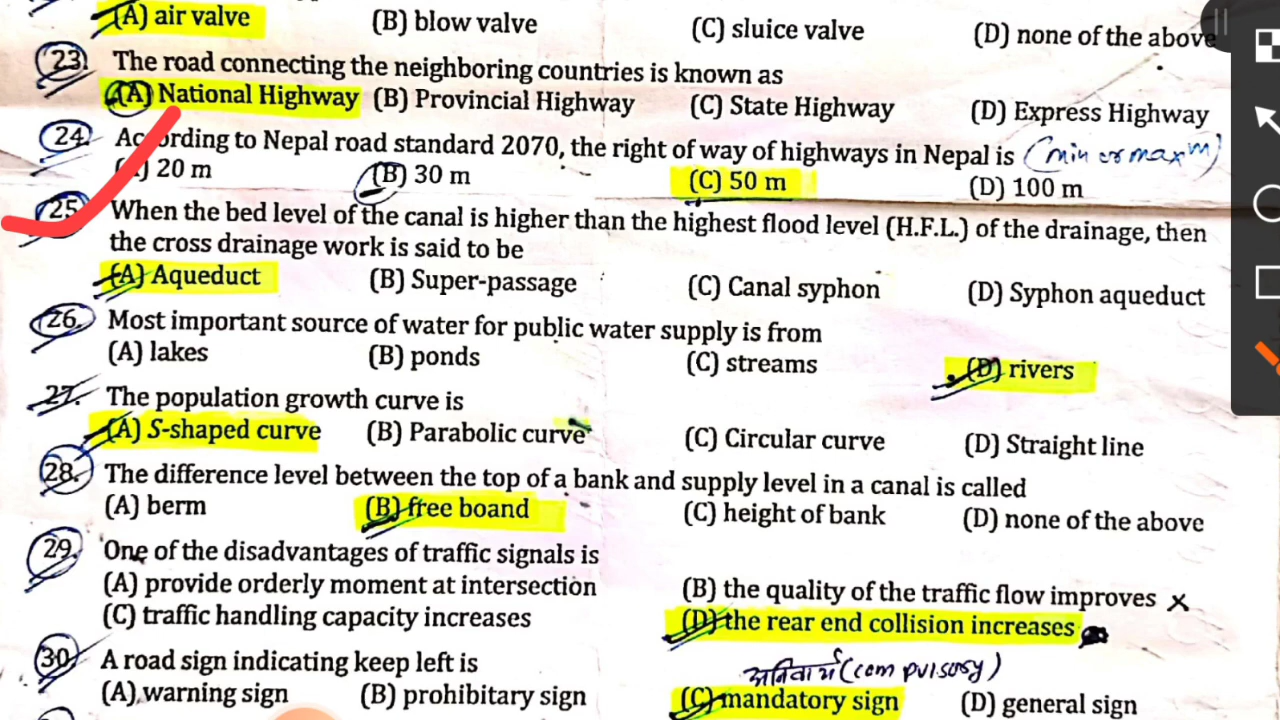 (A) air valve (B) blow valve (C) sluice valve (D) none of the above
23. The road connecting the neighboring countries is known as
(A) National Highway (B) Provincial Highway (C) State Highway (D) Express Highway
24. According to Nepal road standard 2070, the right of way of highways in Nepal is (min or max m)
20 m (B) 30 m (C) 50 m (D) 100 m
25. When the bed level of the canal is higher than the highest flood level (H.F.L.) of the drainage, then
the cross drainage work is said to be
(A) Aqueduct (B) Super-passage (C) Canal syphon (D) Syphon aqueduct
26. Most important source of water for public water supply is from
(A) lakes (B) ponds (C) streams (D) rivers
27. The population growth curve is
(A) S-shaped curve (B) Parabolic curve (C) Circular curve (D) Straight line
28. The difference level between the top of a bank and supply level in a canal is called
(A) berm (B) free boand (C) height of bank (D) none of the above
29. One of the disadvantages of traffic signals is
(A) provide orderly moment at intersection (B) the quality of the traffic flow improves x
(C) traffic handling capacity increases (D) the rear end collision increases
30. A road sign indicating keep left is अनिवार्य (compulsory)
(A) warning sign (B) prohibitary sign (C) mandatory sign (D) general sign